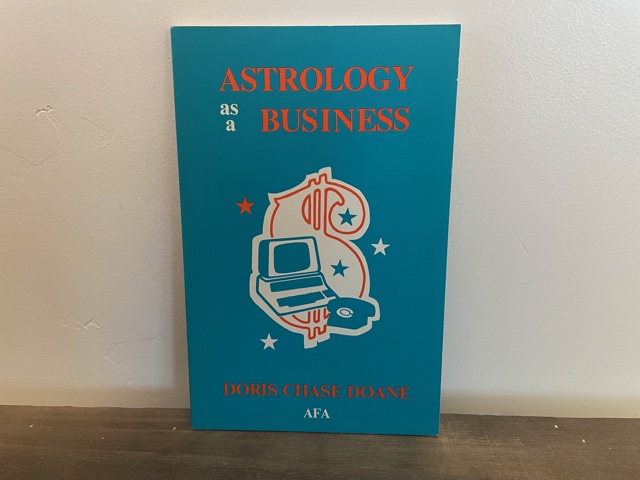 ASTROLOGY
as
a
BUSINESS
DORIS CHASE DOANE
AFA